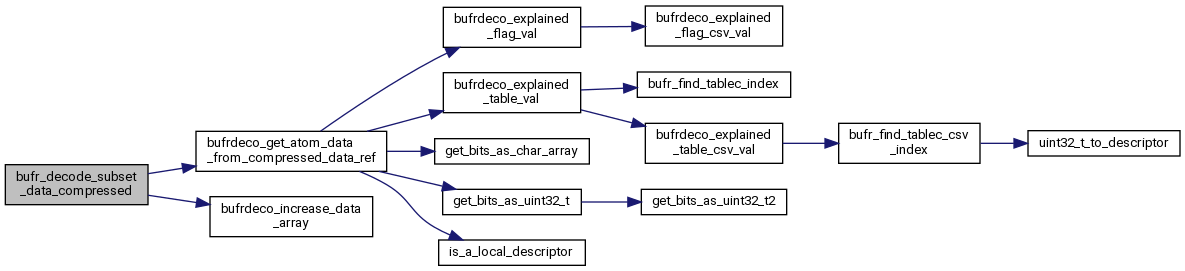 bufr_decode_subset
_data_compressed
bufrdeco_get_atom_data
_from_compressed_data_ref
bufrdeco_increase_data
_array
bufrdeco_explained
_flag_val
bufrdeco_explained
_flag_csv_val
bufrdeco_explained
_table_val
bufr_find_tablec_index
bufrdeco_explained
_table_csv_val
bufr_find_tablec_csv
_index
uint32_t_to_descriptor
get_bits_as_char_array
get_bits_as_uint32_t
get_bits_as_uint32_t2
is_a_local_descriptor